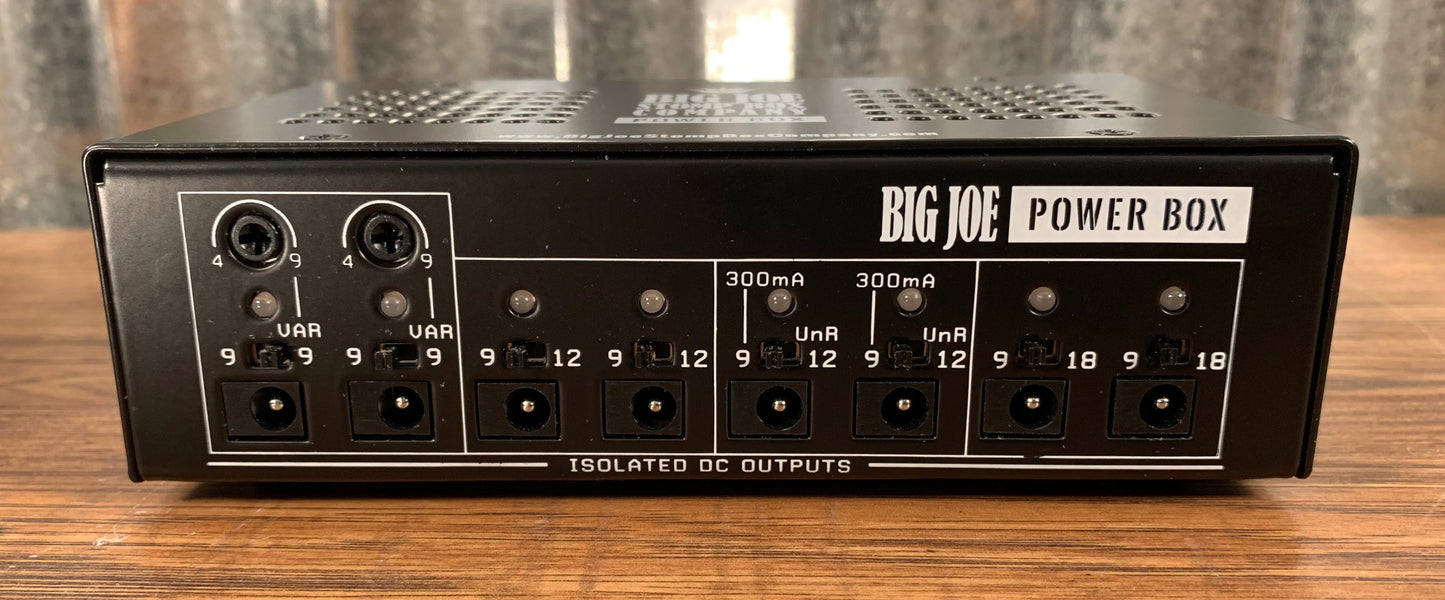 BIG JOE
STOMP BOX
COMPANY
POWER BOX
www.BigJoeStompBoxCompany.com
BIG JOE POWER BOX
4 9 4 9
300mA 300mA
VAR VAR UnR UnR
9 9 9 9 9 12 9 12 9 12 9 12 9 18 9 18
ISOLATED DC OUTPUTS